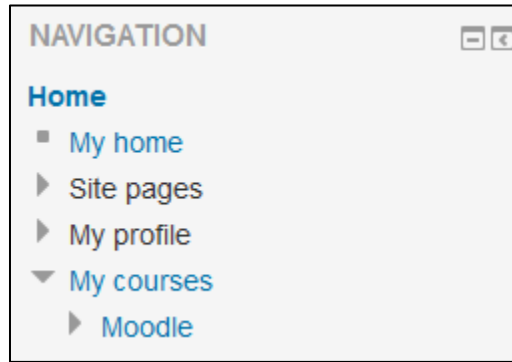 NAVIGATION
Home
My home
Site pages
My profile
My courses
Moodle